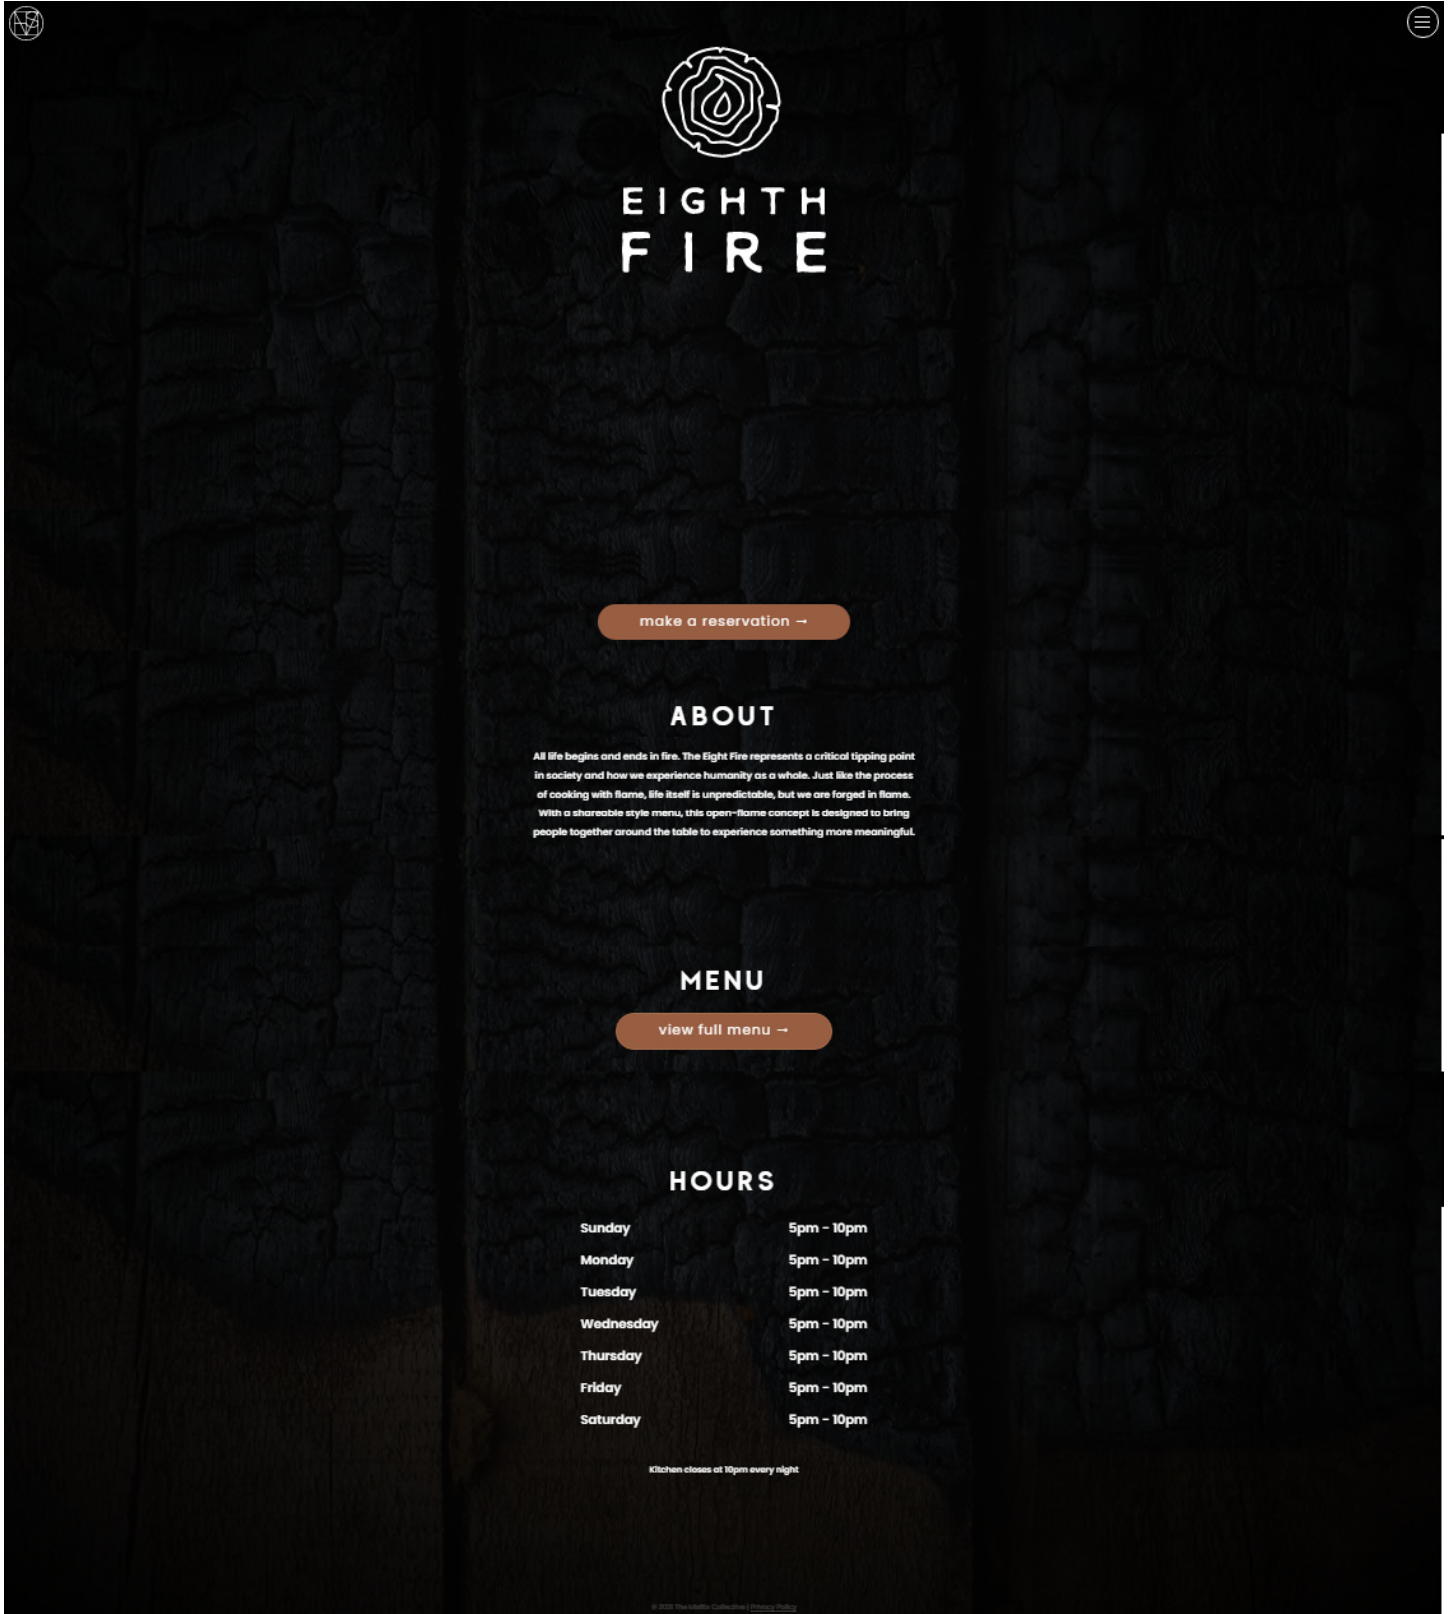 EIGHTH
FIRE
make a reservation →
ABOUT
All life begins and ends in fire. The Eight Fire represents a critical tipping point
in society and how we experience humanity as a whole. Just like the process
of cooking with flame, life itself is unpredictable, but we are forged in flame.
With a shareable style menu, this open-flame concept is designed to bring
people together around the table to experience something more meaningful.
MENU
view full menu →
HOURS
Sunday 5pm - 10pm
Monday 5pm - 10pm
Tuesday 5pm - 10pm
Wednesday 5pm - 10pm
Thursday 5pm - 10pm
Friday 5pm - 10pm
Saturday 5pm - 10pm
Kitchen closes at 10pm every night
The Collective | Privacy Policy